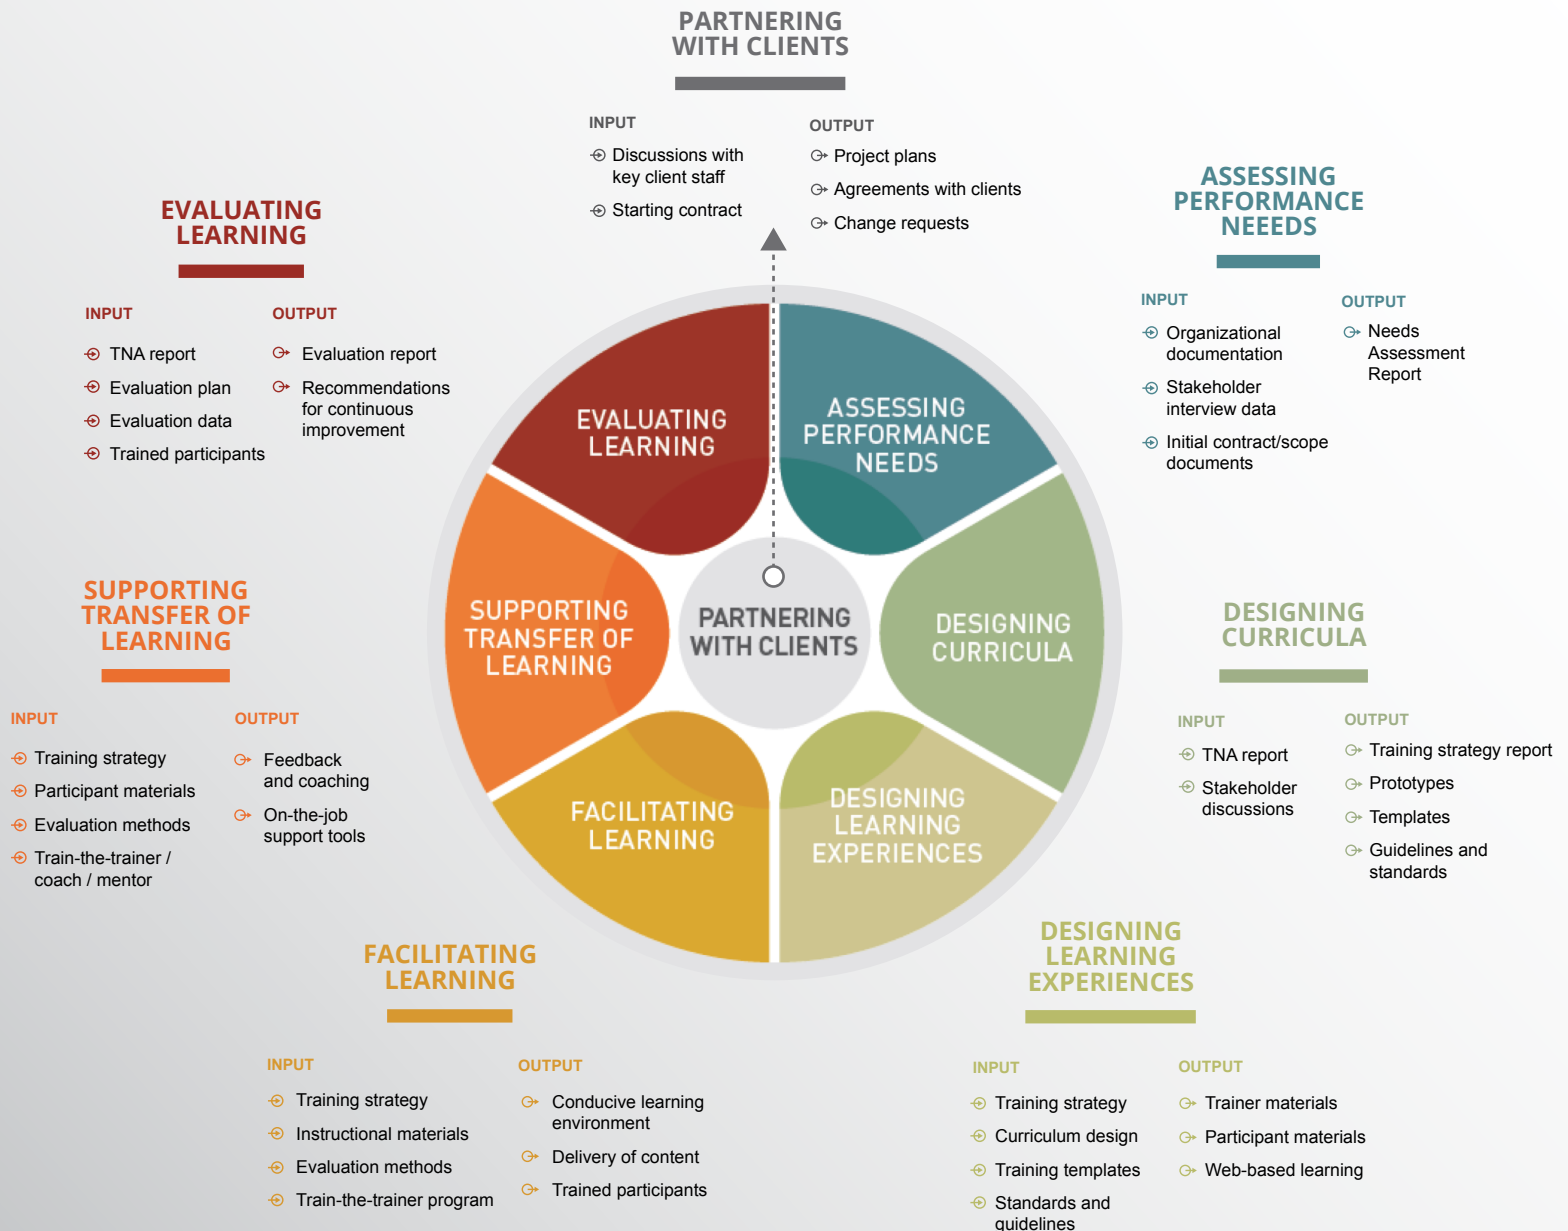 PARTNERING
WITH CLIENTS
INPUT
Discussions with
key client staff
Starting contract
OUTPUT
Project plans
Agreements with clients
Change requests
EVALUATING
LEARNING
INPUT
TNA report
Evaluation plan
Evaluation data
Trained participants
OUTPUT
Evaluation report
Recommendations
for continuous
improvement
ASSESSING
PERFORMANCE
NEEEDS
INPUT
Organizational
documentation
Stakeholder
interview data
Initial contract/scope
documents
OUTPUT
Needs
Assessment
Report
EVALUATING
LEARNING
ASSESSING
PERFORMANCE
NEEDS
SUPPORTING
TRANSFER OF
LEARNING
PARTNERING
WITH CLIENTS
DESIGNING
CURRICULA
FACILITATING
LEARNING
DESIGNING
LEARNING
EXPERIENCES
SUPPORTING
TRANSFER OF
LEARNING
INPUT
Training strategy
Participant materials
Evaluation methods
Train-the-trainer /
coach / mentor
OUTPUT
Feedback
and coaching
On-the-job
support tools
DESIGNING
CURRICULA
INPUT
TNA report
Stakeholder
discussions
OUTPUT
Training strategy report
Prototypes
Templates
Guidelines and
standards
FACILITATING
LEARNING
INPUT
Training strategy
Instructional materials
Evaluation methods
Train-the-trainer program
OUTPUT
Conducive learning
environment
Delivery of content
Trained participants
DESIGNING
LEARNING
EXPERIENCES
INPUT
Training strategy
Curriculum design
Training templates
Standards and
guidelines
OUTPUT
Trainer materials
Participant materials
Web-based learning